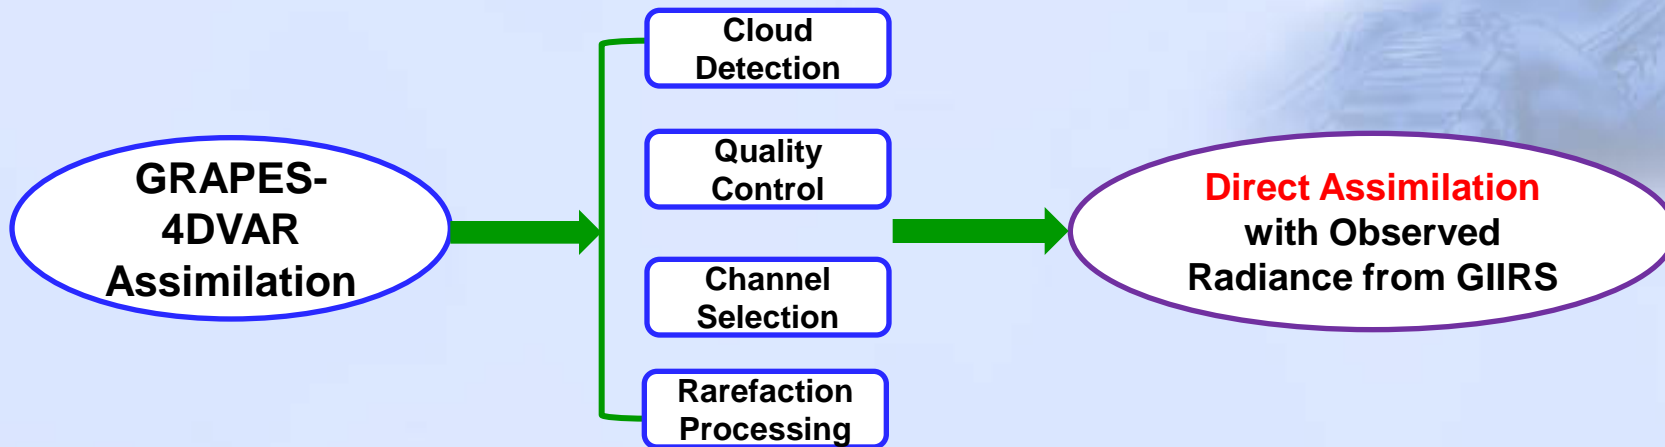 GRAPES-
4DVAR
Assimilation
Cloud
Detection
Quality
Control
Channel
Selection
Rarefaction
Processing
Direct Assimilation
with Observed
Radiance from GIIRS